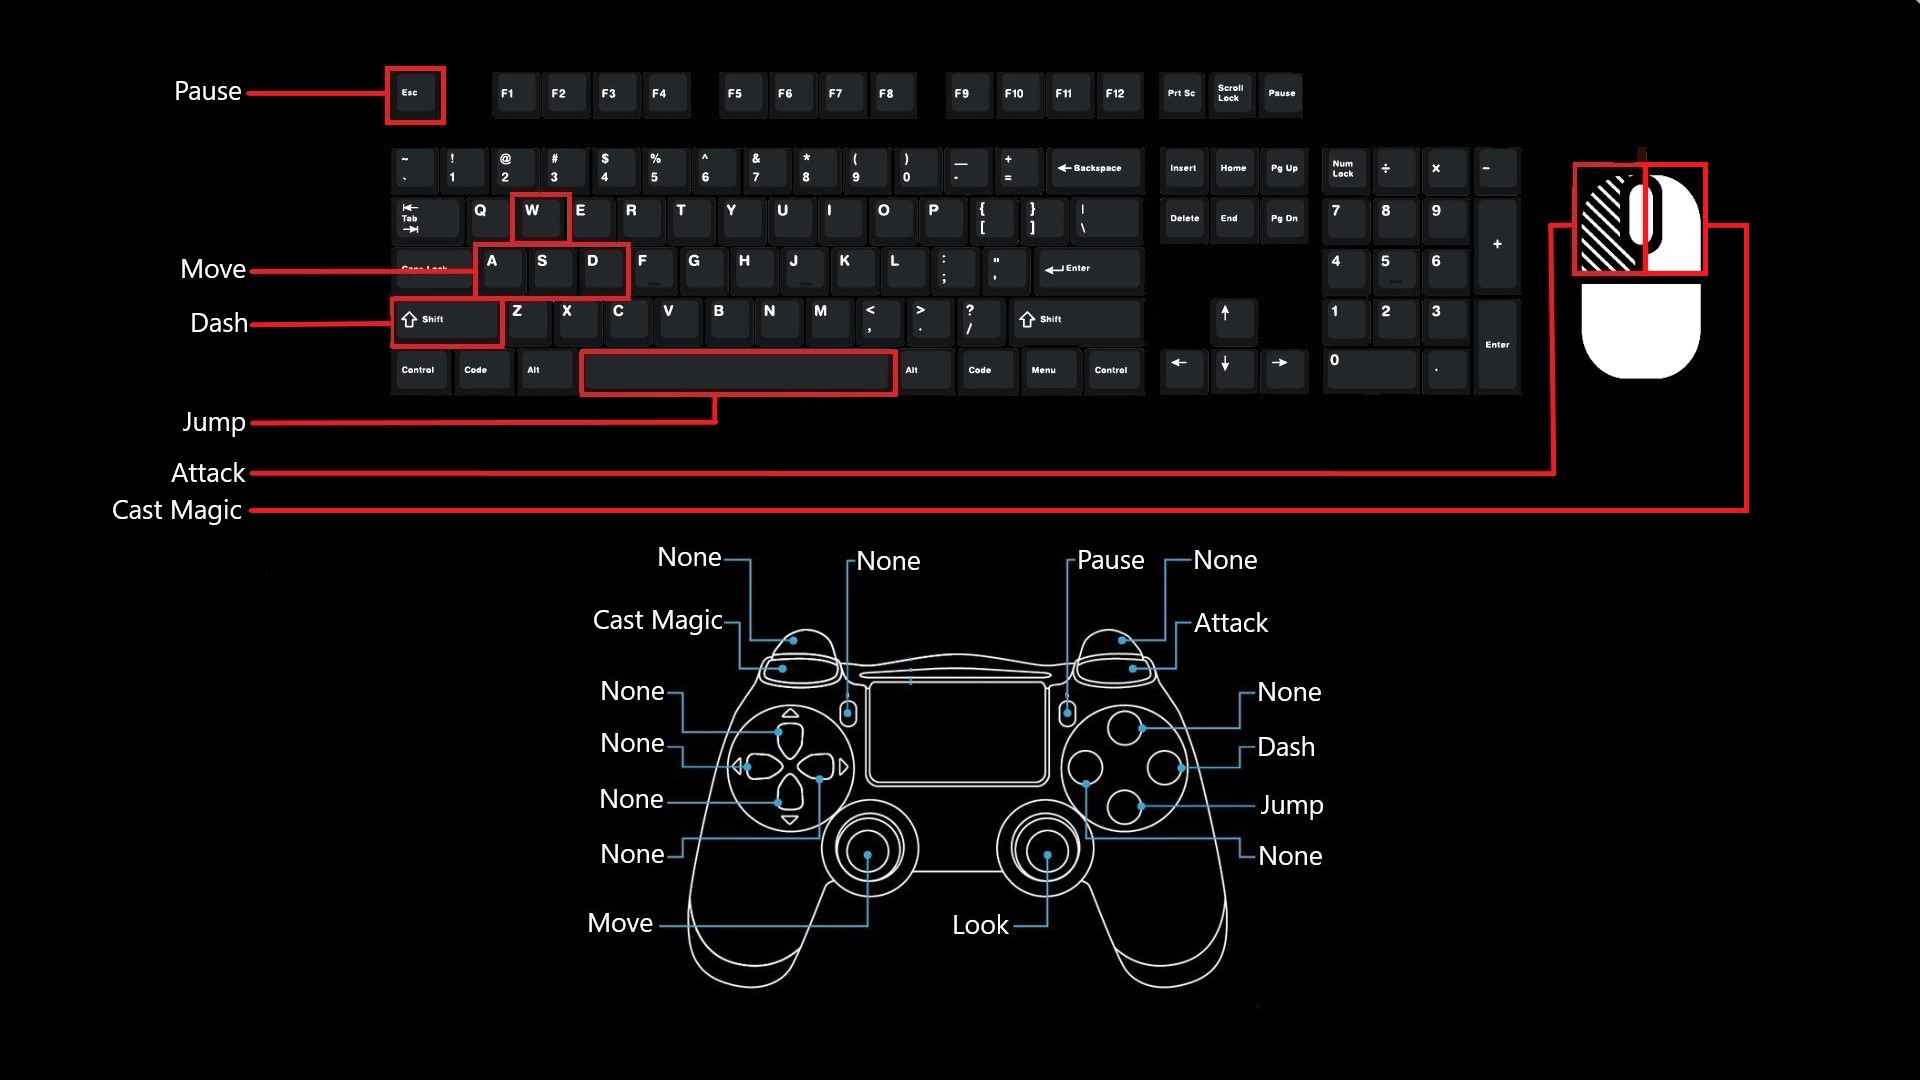 Pause
Esc F1 F2 F3 F4 F5 F6 F7 F8 F9 F10 F11 F12 Prt Sc Scroll Lock Pause
~ ! @ # $ % ^ & * ( ) — +
` 1 2 3 4 5 6 7 8 9 0 - = ← Backspace Insert Home Pg Up Num Lock ÷ × −
Tab Q W E R T Y U I O P { [ } ] | \ Delete End Pg Dn 7 8 9 +
Move
A S D F G H J K L : ; " ' Enter 4 5 6
Dash
Shift Z X C V B N M < , > . ? / Shift ↑ 1 2 3 Enter
Control Code Alt Alt Code Menu Control ← ↓ → 0 .
Jump
Attack
Cast Magic
None None Pause None
Cast Magic Attack
None None
None Dash
None Jump
None None
Move Look